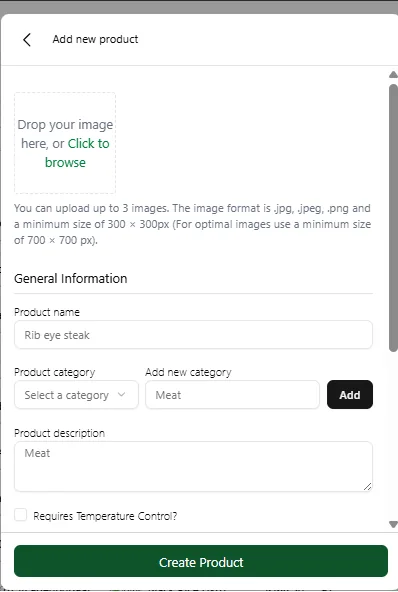 Add new product
Drop your image
here, or Click to
browse
You can upload up to 3 images. The image format is .jpg, .jpeg, .png and
a minimum size of 300 × 300px (For optimal images use a minimum size
of 700 × 700 px).
General Information
Product name
Rib eye steak
Product category
Add new category
Select a category
Meat
Add
Product description
Meat
Requires Temperature Control?
Create Product